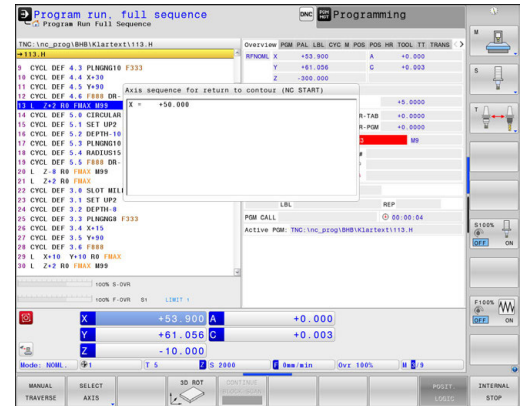 Program run, full sequence
Program Run Full Sequence
DNC
Programming
TNC:\nc_prog\BHB\Klartext\113.H
→113.H
Overview PGM PAL LBL CYC M POS POS HR TOOL TT TRANS
RFNOML X +53.900 A +0.000
Y +61.056 C +0.003
Z -300.000
9 CYCL DEF 4.3 PLNGNG10 F333
10 CYCL DEF 4.4 X+30
11 CYCL DEF 4.5 Y+90
12 CYCL DEF 4.6 F888 DR-
13 L Z+2 R0 FMAX M99
14 CYCL DEF 5.0 CIRCULAR
15 CYCL DEF 5.1 SET UP2
16 CYCL DEF 5.2 DEPTH-10
17 CYCL DEF 5.3 PLNGNG10
18 CYCL DEF 5.4 RADIUS15
19 CYCL DEF 5.5 F888 DR-
20 L Z-8 R0 FMAX
21 L Z+2 R0 FMAX
22 CYCL DEF 3.0 SLOT MILL
23 CYCL DEF 3.1 SET UP2
24 CYCL DEF 3.2 DEPTH-8
25 CYCL DEF 3.3 PLNGNG8 F333
26 CYCL DEF 3.4 X+15
27 CYCL DEF 3.5 Y+90
28 CYCL DEF 3.6 F888
29 L X+10 Y+10 R0 FMAX
30 L Z+2 R0 FMAX M99
Axis sequence for return to contour (NC START)
X = +50.000
+5.0000
R-TAB +0.0000
R-PGM +0.0000
M9
LBL REP
PGM CALL 00:00:04
Active PGM: TNC:\nc_prog\BHB\Klartext\113.H
100% S-OVR
100% F-OVR S1 LIMIT 1
X +53.900 A +0.000
Y +61.056 C +0.003
Z -10.000
Mode: NOML. 1 T 5 Z S 2000 F 0mm/min Ovr 100% M 3/9
M
S
T
S100%
OFF ON
F100%
OFF ON
MANUAL TRAVERSE
SELECT AXIS
3D ROT
POSIT. LOGIC
INTERNAL STOP